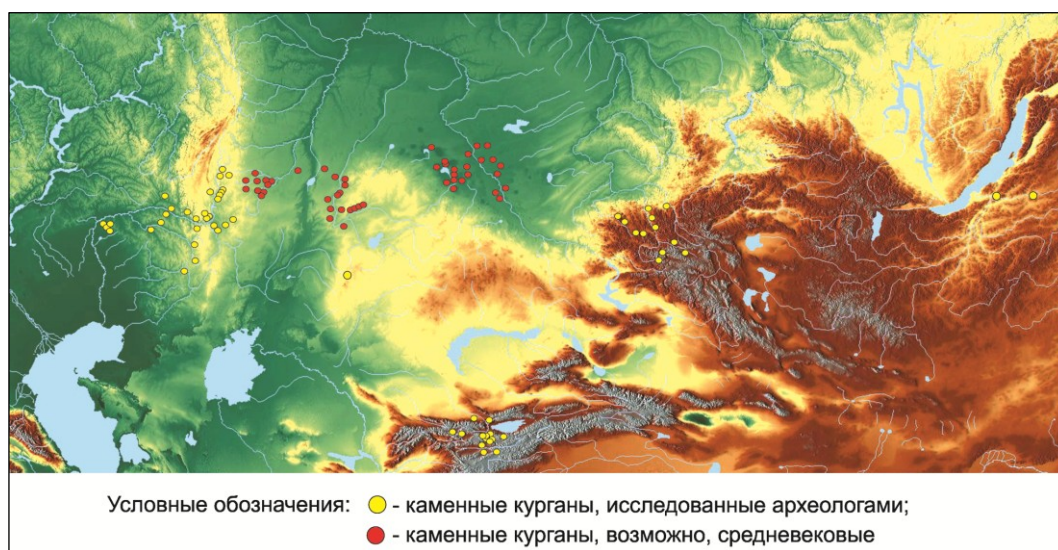 Условные обозначения: - каменные курганы, исследованные археологами;
- каменные курганы, возможно, средневековые